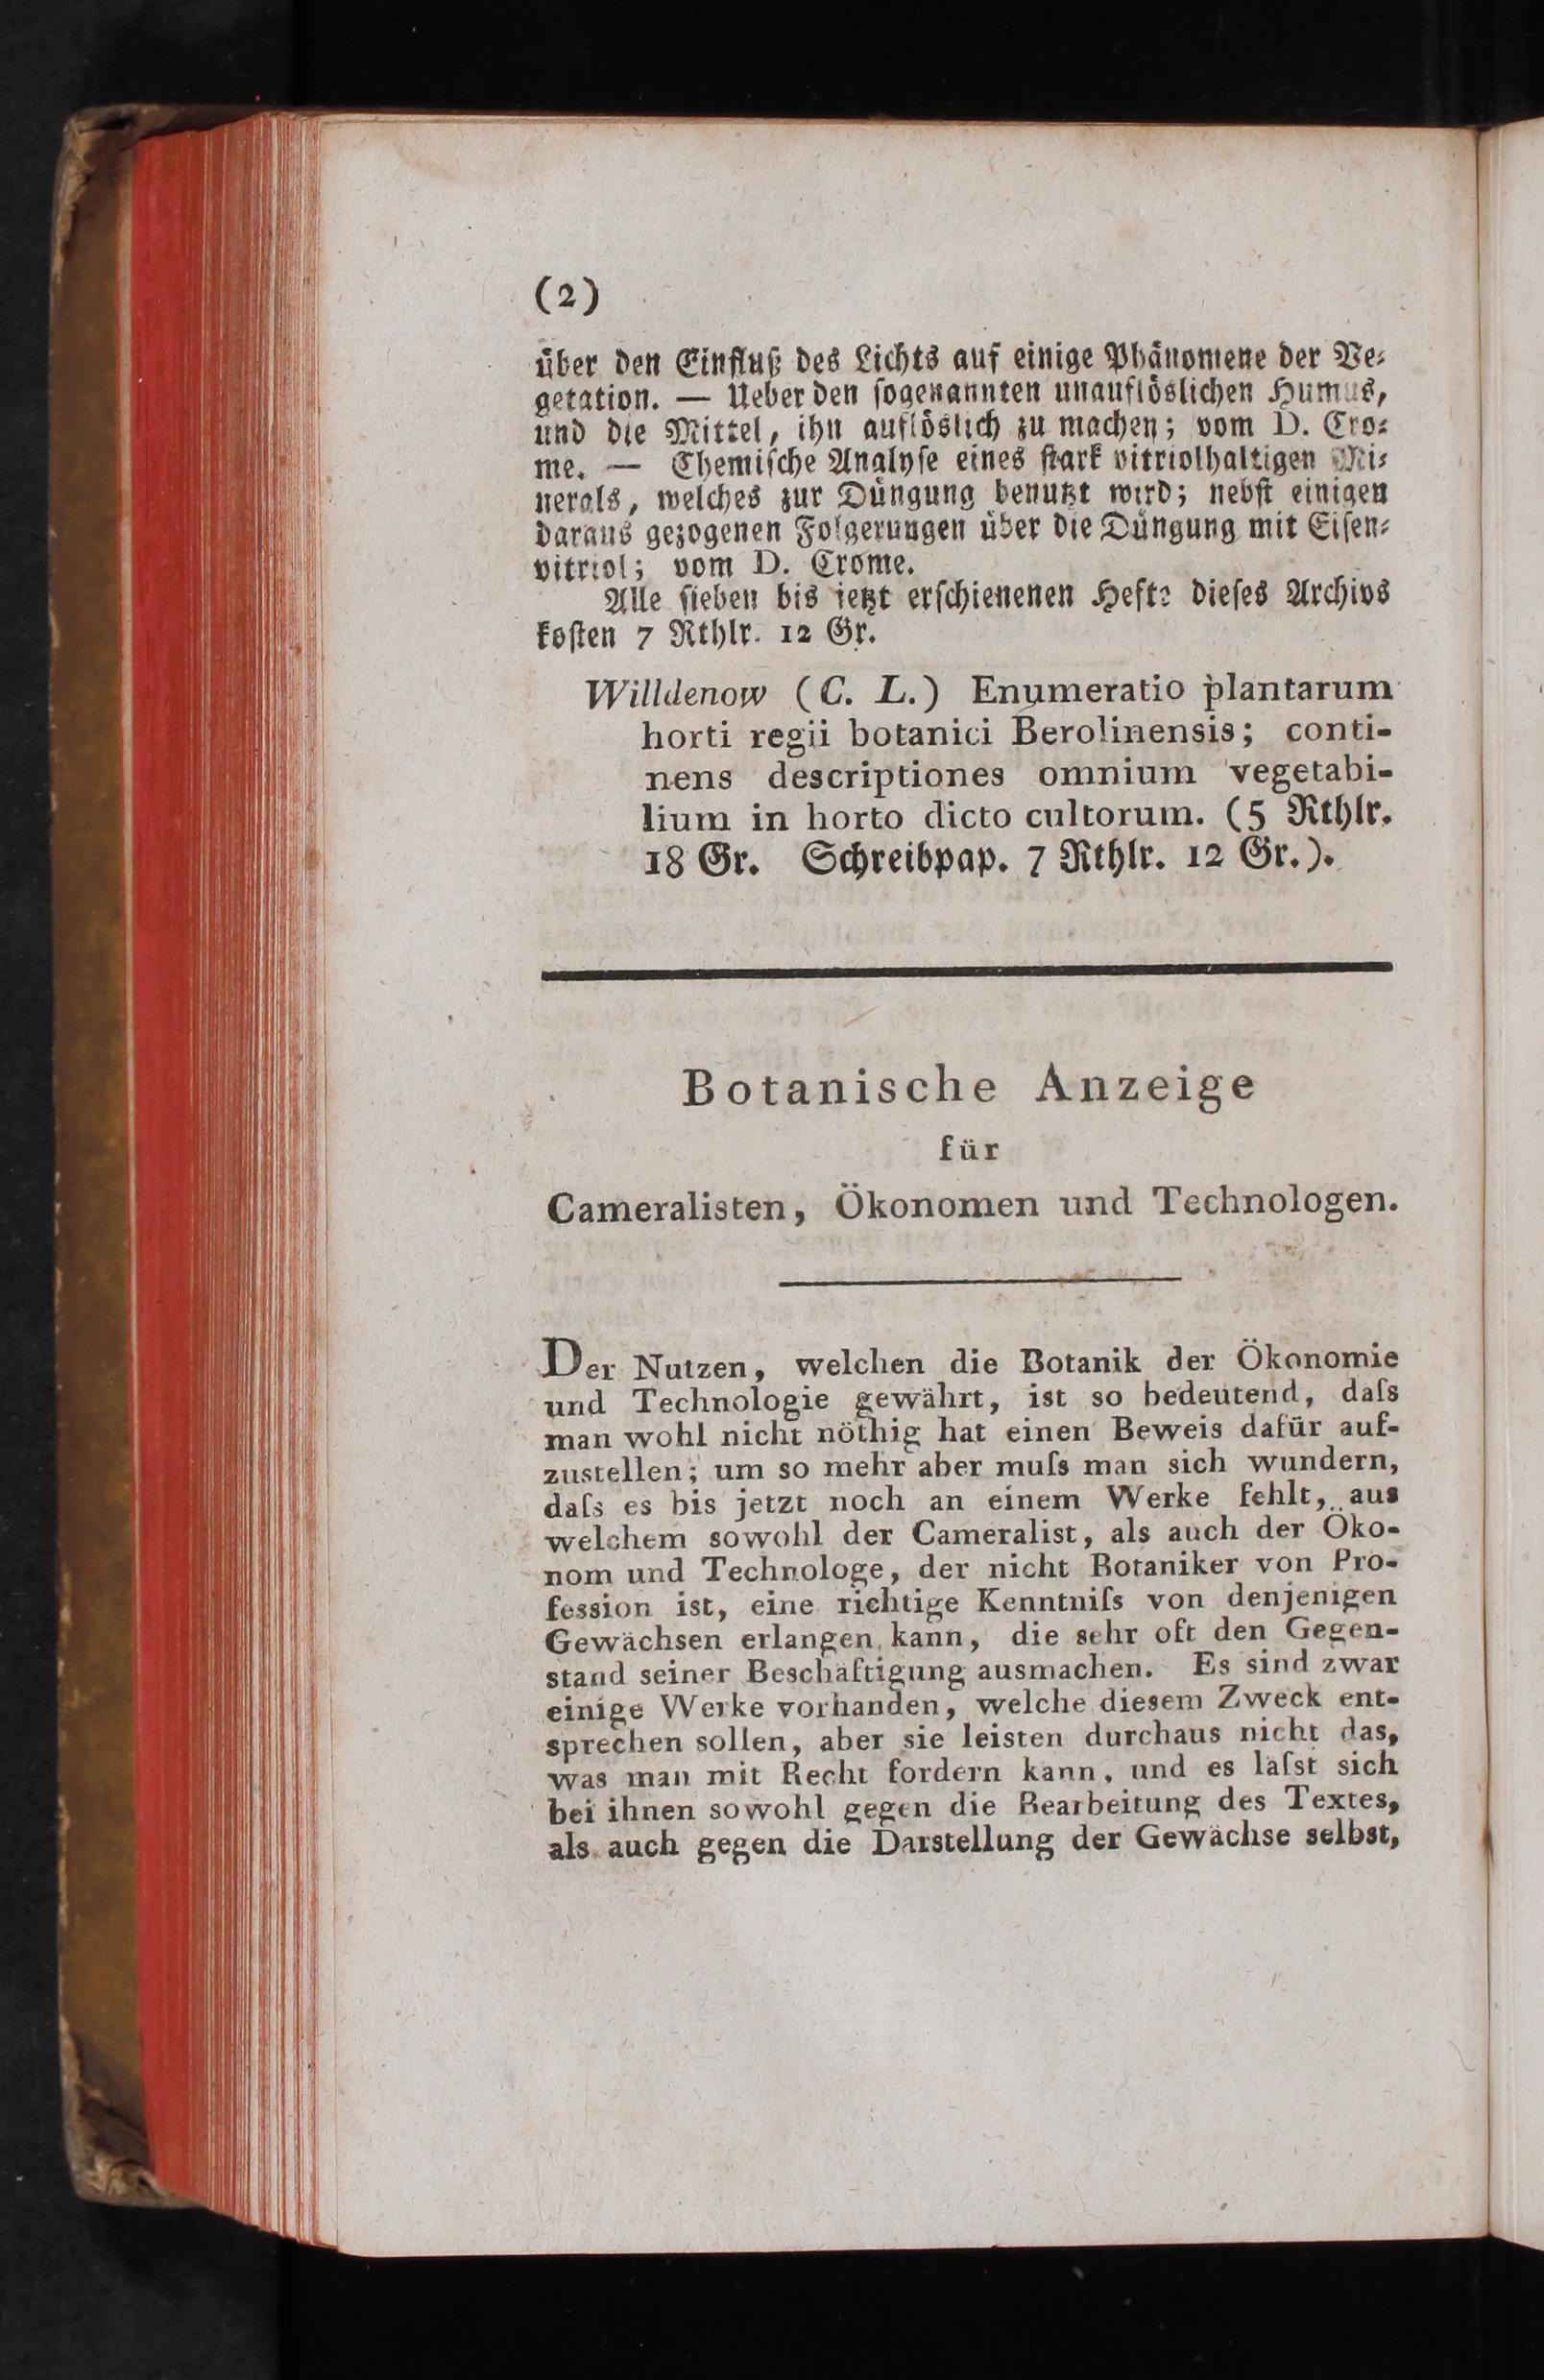 (2)
über den Einfluß des Lichts auf einige Phänomene der Ve-
getation. — Ueber den sogenannten unauflöslichen Humus,
und die Mittel, ihn auflöslich zu machen; vom D. Cro-
me. — Chemische Analyse eines stark vitriolhaltigen Mi-
nerals, welches zur Düngung benutzt wird; nebst einigen
daraus gezogenen Folgerungen über die Düngung mit Eisen-
vitriol; vom D. Crome.
Alle sieben bis jetzt erschienenen Hefte dieses Archivs
kosten 7 Rthlr. 12 Gr.
Willdenow (C. L.) Enumeratio plantarum
horti regii botanici Berolinensis; conti-
nens descriptiones omnium vegetabi-
lium in horto dicto cultorum. (5 Rthlr.
18 Gr. Schreibpap. 7 Rthlr. 12 Gr.).
Botanische Anzeige
für
Cameralisten, Ökonomen und Technologen.
Der Nutzen, welchen die Botanik der Ökonomie
und Technologie gewährt, ist so bedeutend, daſs
man wohl nicht nöthig hat einen Beweis dafür auf-
zustellen; um so mehr aber muſs man sich wundern,
daſs es bis jetzt noch an einem Werke fehlt, aus
welchem sowohl der Cameralist, als auch der Öko-
nom und Technologe, der nicht Botaniker von Pro-
fession ist, eine richtige Kenntniſs von denjenigen
Gewächsen erlangen kann, die sehr oft den Gegen-
stand seiner Beschäftigung ausmachen. Es sind zwar
einige Werke vorhanden, welche diesem Zweck ent-
sprechen sollen, aber sie leisten durchaus nicht das,
was man mit Recht fordern kann, und es läſst sich
bei ihnen sowohl gegen die Bearbeitung des Textes,
als auch gegen die Darstellung der Gewächse selbst,